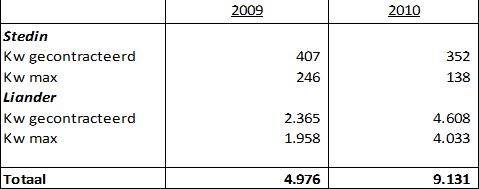 2009 2010
Stedin
Kw gecontracteerd 407 352
Kw max 246 138
Liander
Kw gecontracteerd 2.365 4.608
Kw max 1.958 4.033
Totaal 4.976 9.131